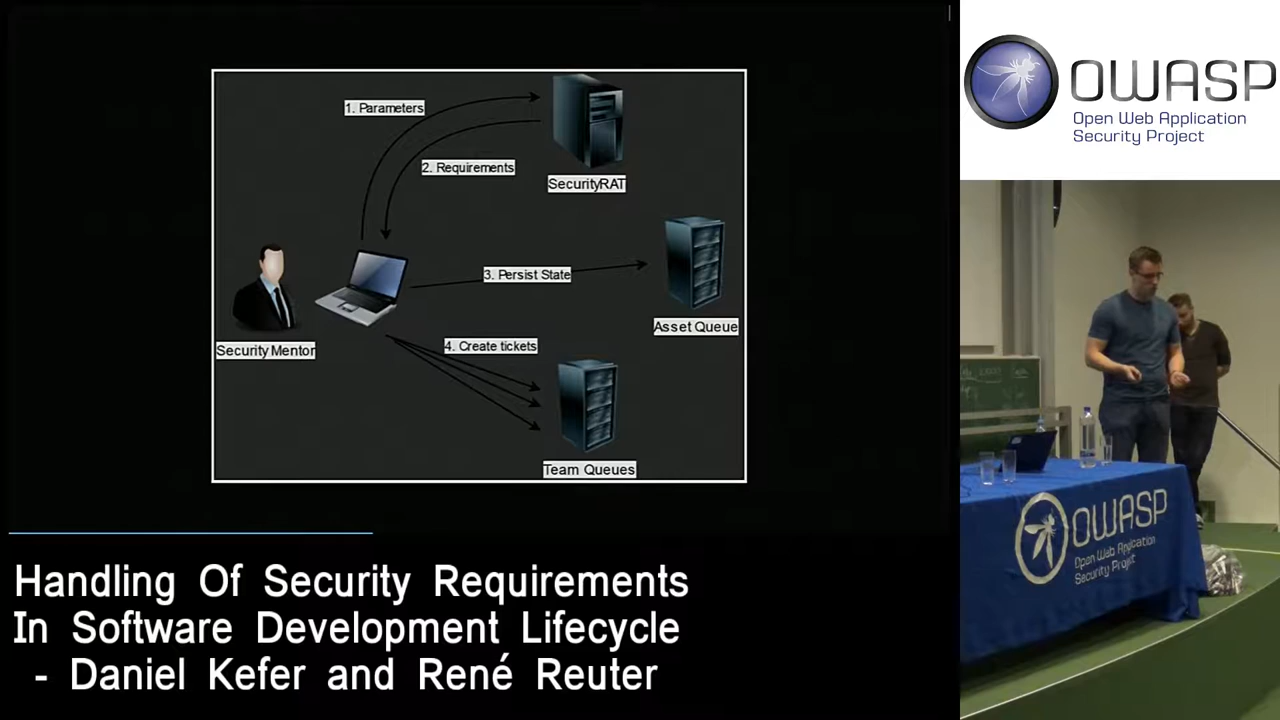 1. Parameters
2. Requirements
SecurityRAT
3. Persist State
Asset Queue
Security Mentor
4. Create tickets
Team Queues
Handling Of Security Requirements
In Software Development Lifecycle
- Daniel Kefer and René Reuter
OWASP
Open Web Application
Security Project
OWASP
Open Web Application
Security Project